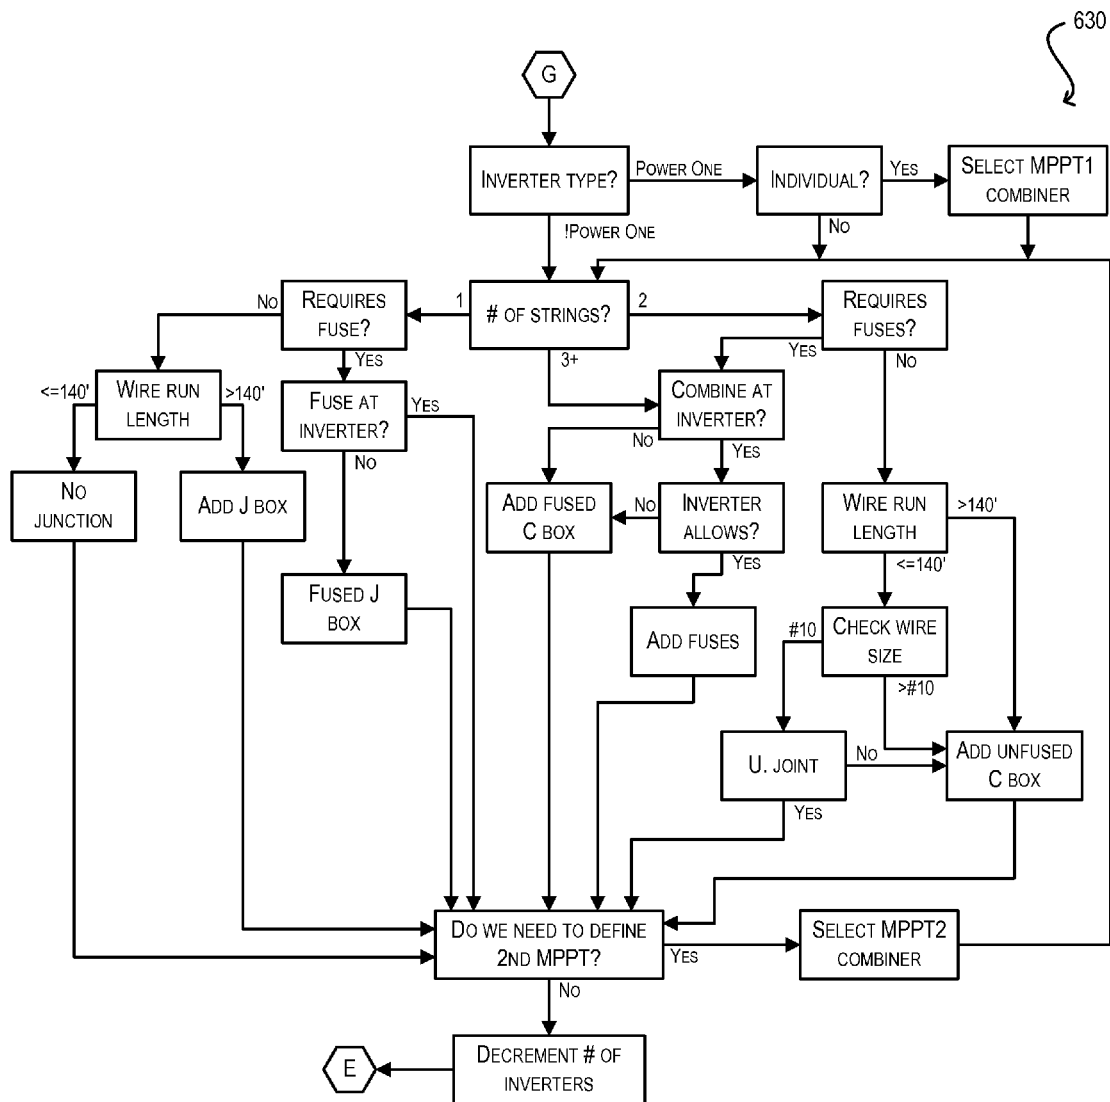 630
G
INVERTER TYPE?
POWER ONE
INDIVIDUAL?
YES
SELECT MPPT1
COMBINER
!POWER ONE
NO
NO
REQUIRES
FUSE?
1
# OF STRINGS?
2
REQUIRES
FUSES?
YES
3+
YES
NO
<=140'
WIRE RUN
LENGTH
>140'
FUSE AT
INVERTER?
YES
COMBINE AT
INVERTER?
NO
NO
YES
NO
JUNCTION
ADD J BOX
ADD FUSED
C BOX
NO
INVERTER
ALLOWS?
YES
WIRE RUN
LENGTH
>140'
<=140'
FUSED J
BOX
ADD FUSES
#10
CHECK WIRE
SIZE
>#10
U. JOINT
NO
YES
ADD UNFUSED
C BOX
DO WE NEED TO DEFINE
2ND MPPT?
YES
SELECT MPPT2
COMBINER
NO
E
DECREMENT # OF
INVERTERS